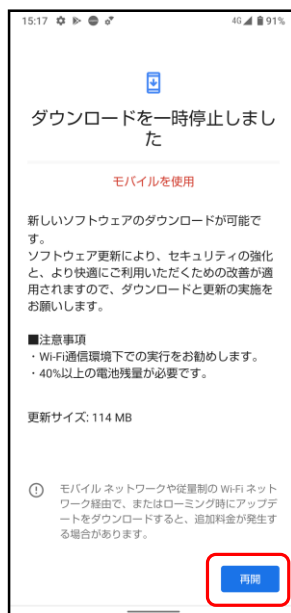 15:17 4G 91%
ダウンロードを一時停止しまし
た
モバイルを使用
新しいソフトウェアのダウンロードが可能で
す。
ソフトウェア更新により、セキュリティの強化
と、より快適にご利用いただくための改善が適
用されますので、ダウンロードと更新の実施を
お願いします。
■注意事項
・Wi-Fi通信環境下での実行をお勧めします。
・40%以上の電池残量が必要です。
更新サイズ: 114 MB
モバイル ネットワークや従量制の Wi-Fi ネット
ワーク経由で、またはローミング時にアップデ
ートをダウンロードすると、追加料金が発生す
る場合があります。
再開